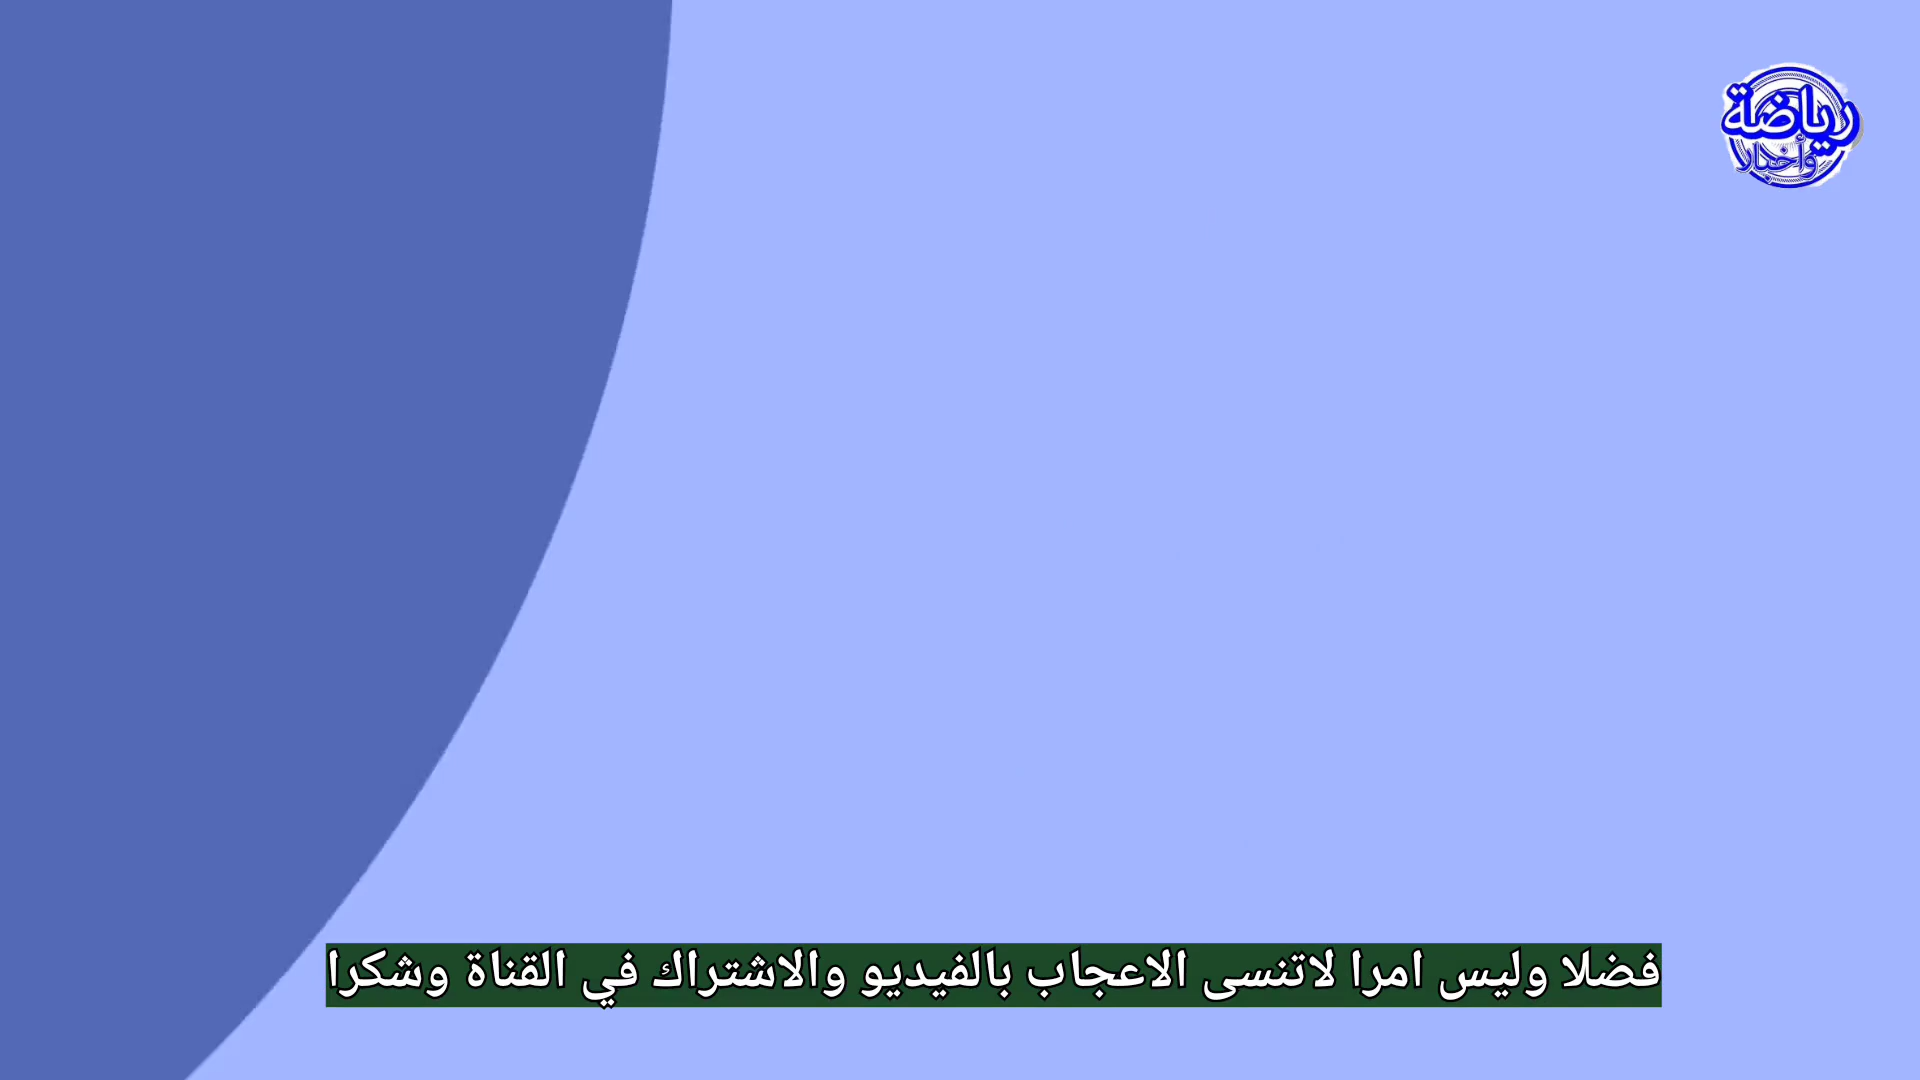 رياضة
وأخبار
فضلا وليس امرا لاتنسى الاعجاب بالفيديو والاشتراك في القناة وشكرا